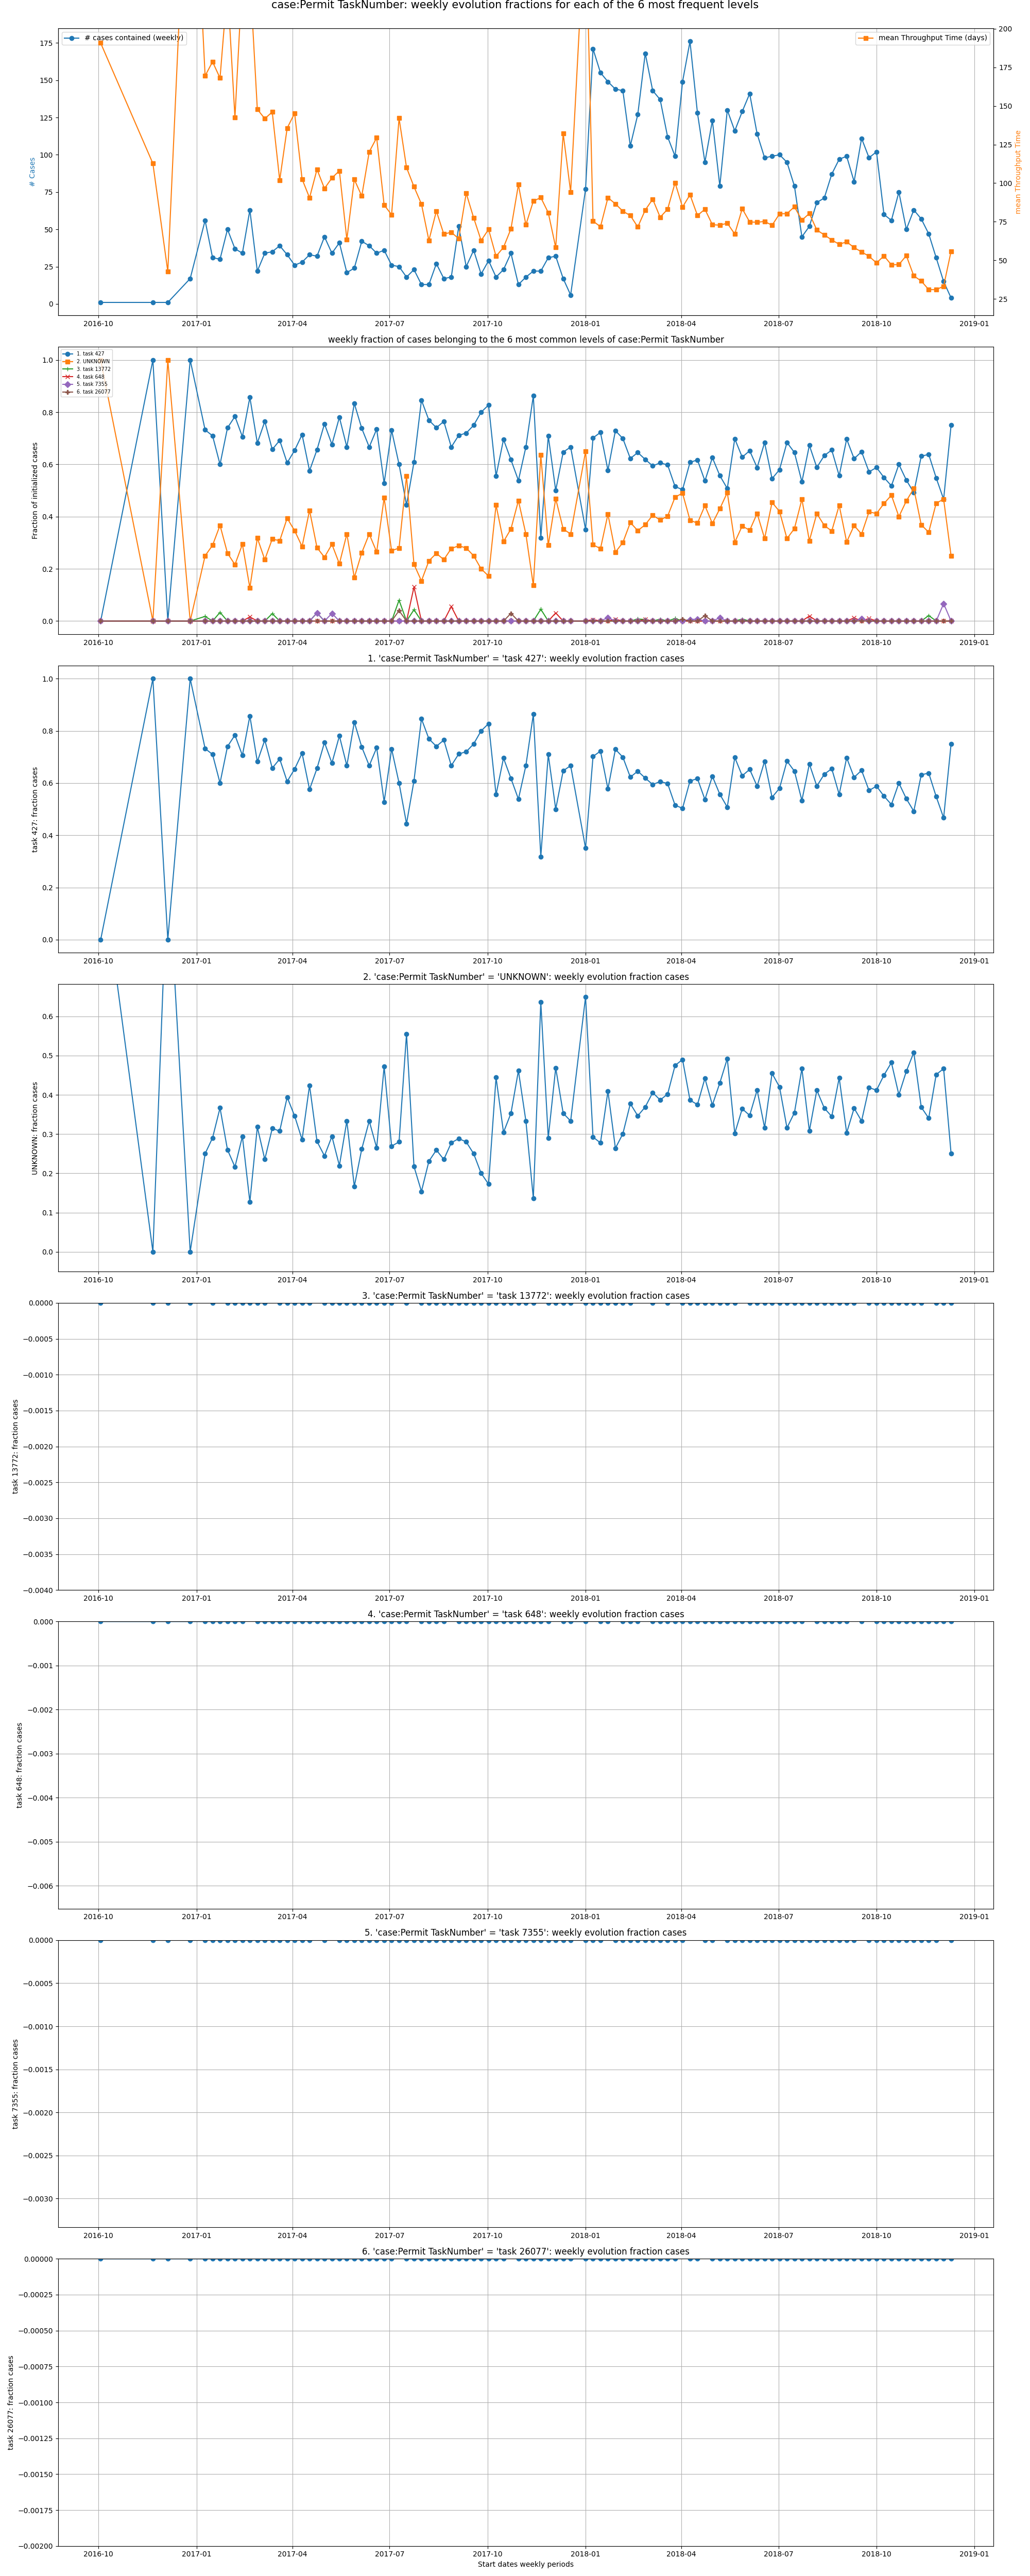 case:Permit TaskNumber: weekly evolution fractions for each of the 6 most frequent levels
# cases contained (weekly)
mean Throughput Time (days)
# Cases
mean Throughput Time
175
150
125
100
75
50
25
0
200
175
150
125
100
75
50
25
2016-10 2017-01 2017-04 2017-07 2017-10 2018-01 2018-04 2018-07 2018-10 2019-01
weekly fraction of cases belonging to the 6 most common levels of case:Permit TaskNumber
1. task 427
2. UNKNOWN
3. task 13772
4. task 648
5. task 7355
6. task 26077
Fraction of initialized cases
1.0
0.8
0.6
0.4
0.2
0.0
2016-10 2017-01 2017-04 2017-07 2017-10 2018-01 2018-04 2018-07 2018-10 2019-01
1. 'case:Permit TaskNumber' = 'task 427': weekly evolution fraction cases
task 427: fraction cases
1.0
0.8
0.6
0.4
0.2
0.0
2016-10 2017-01 2017-04 2017-07 2017-10 2018-01 2018-04 2018-07 2018-10 2019-01
2. 'case:Permit TaskNumber' = 'UNKNOWN': weekly evolution fraction cases
UNKNOWN: fraction cases
0.6
0.5
0.4
0.3
0.2
0.1
0.0
2016-10 2017-01 2017-04 2017-07 2017-10 2018-01 2018-04 2018-07 2018-10 2019-01
3. 'case:Permit TaskNumber' = 'task 13772': weekly evolution fraction cases
task 13772: fraction cases
0.0000
−0.0005
−0.0010
−0.0015
−0.0020
−0.0025
−0.0030
−0.0035
−0.0040
2016-10 2017-01 2017-04 2017-07 2017-10 2018-01 2018-04 2018-07 2018-10 2019-01
4. 'case:Permit TaskNumber' = 'task 648': weekly evolution fraction cases
task 648: fraction cases
0.000
−0.001
−0.002
−0.003
−0.004
−0.005
−0.006
2016-10 2017-01 2017-04 2017-07 2017-10 2018-01 2018-04 2018-07 2018-10 2019-01
5. 'case:Permit TaskNumber' = 'task 7355': weekly evolution fraction cases
task 7355: fraction cases
0.0000
−0.0005
−0.0010
−0.0015
−0.0020
−0.0025
−0.0030
2016-10 2017-01 2017-04 2017-07 2017-10 2018-01 2018-04 2018-07 2018-10 2019-01
6. 'case:Permit TaskNumber' = 'task 26077': weekly evolution fraction cases
task 26077: fraction cases
0.00000
−0.00025
−0.00050
−0.00075
−0.00100
−0.00125
−0.00150
−0.00175
−0.00200
2016-10 2017-01 2017-04 2017-07 2017-10 2018-01 2018-04 2018-07 2018-10 2019-01
Start dates weekly periods